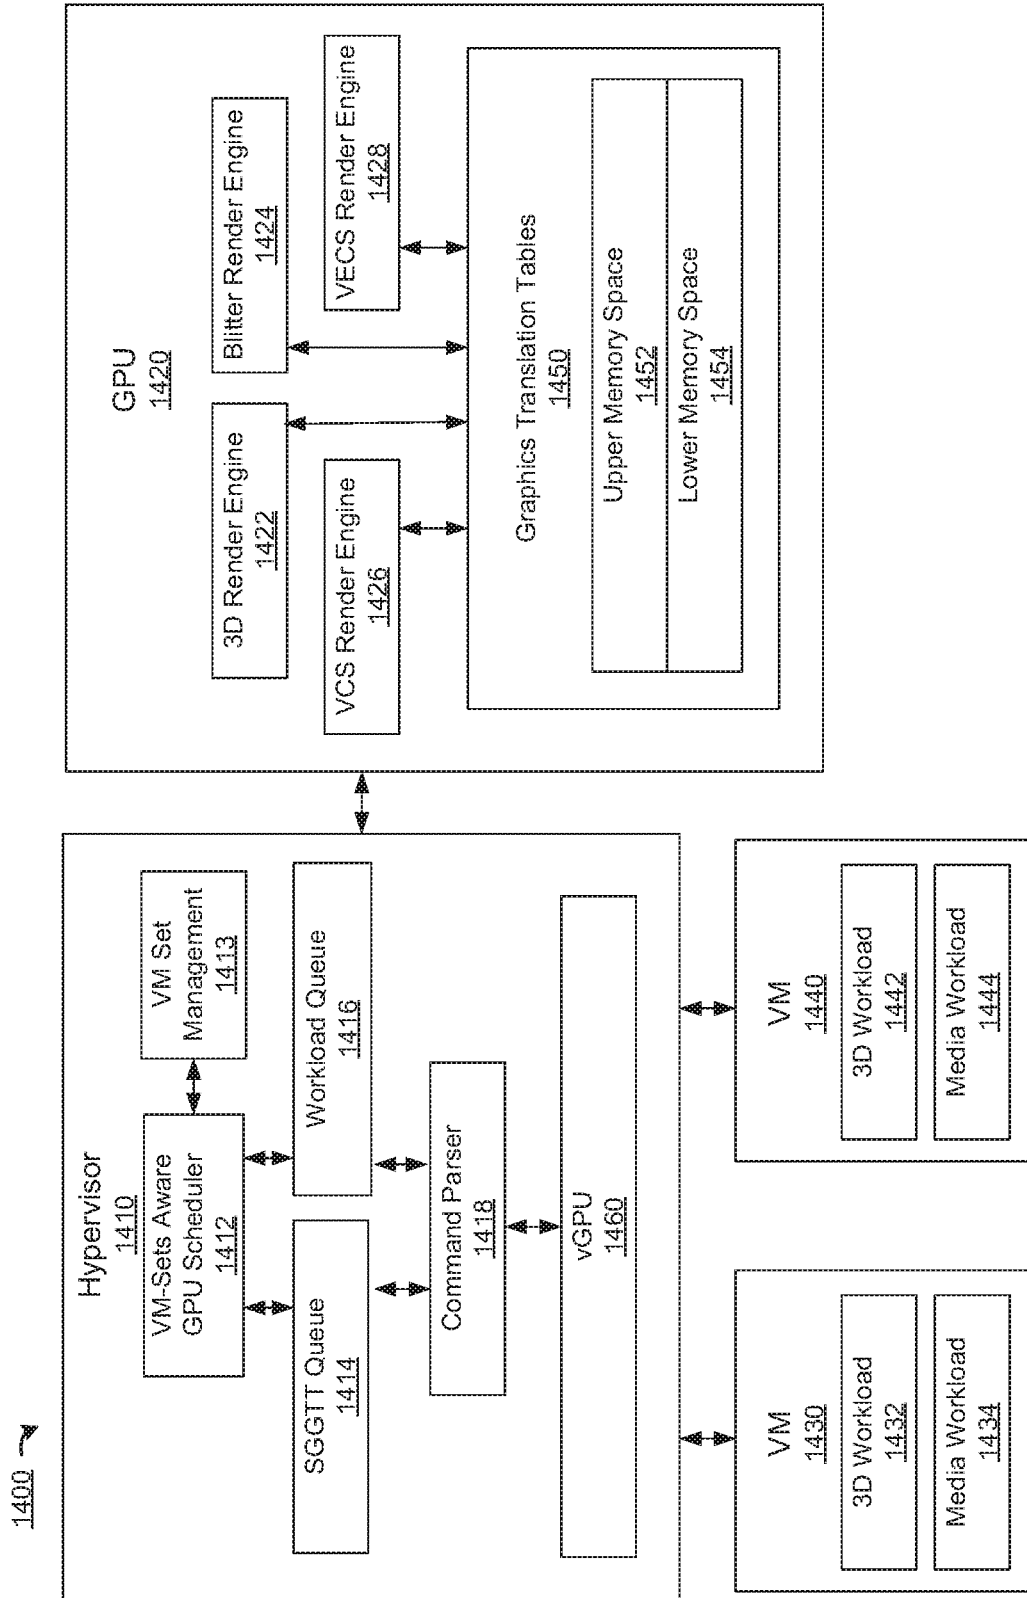 1400
Hypervisor
1410
VM-Sets Aware
GPU Scheduler
1412
VM Set
Management
1413
SGGTT Queue
1414
Workload Queue
1416
Command Parser
1418
vGPU
1460
VM
1430
3D Workload
1432
Media Workload
1434
VM
1440
3D Workload
1442
Media Workload
1444
GPU
1420
3D Render Engine
1422
Blitter Render Engine
1424
VCS Render Engine
1426
VECS Render Engine
1428
Graphics Translation Tables
1450
Upper Memory Space
1452
Lower Memory Space
1454